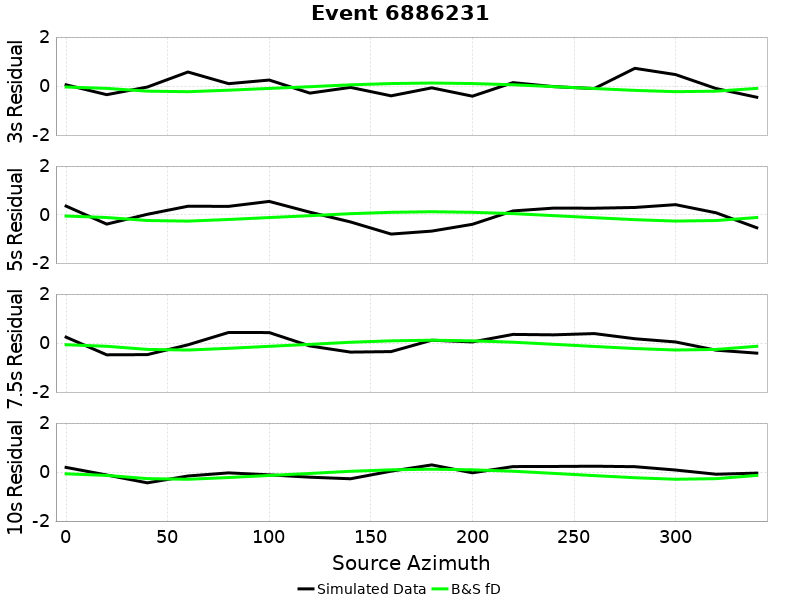 Event 6886231
3s Residual
2
0
-2
5s Residual
2
0
-2
7.5s Residual
2
0
-2
10s Residual
2
0
-2
0 50 100 150 200 250 300
Source Azimuth
Simulated Data B&S fD